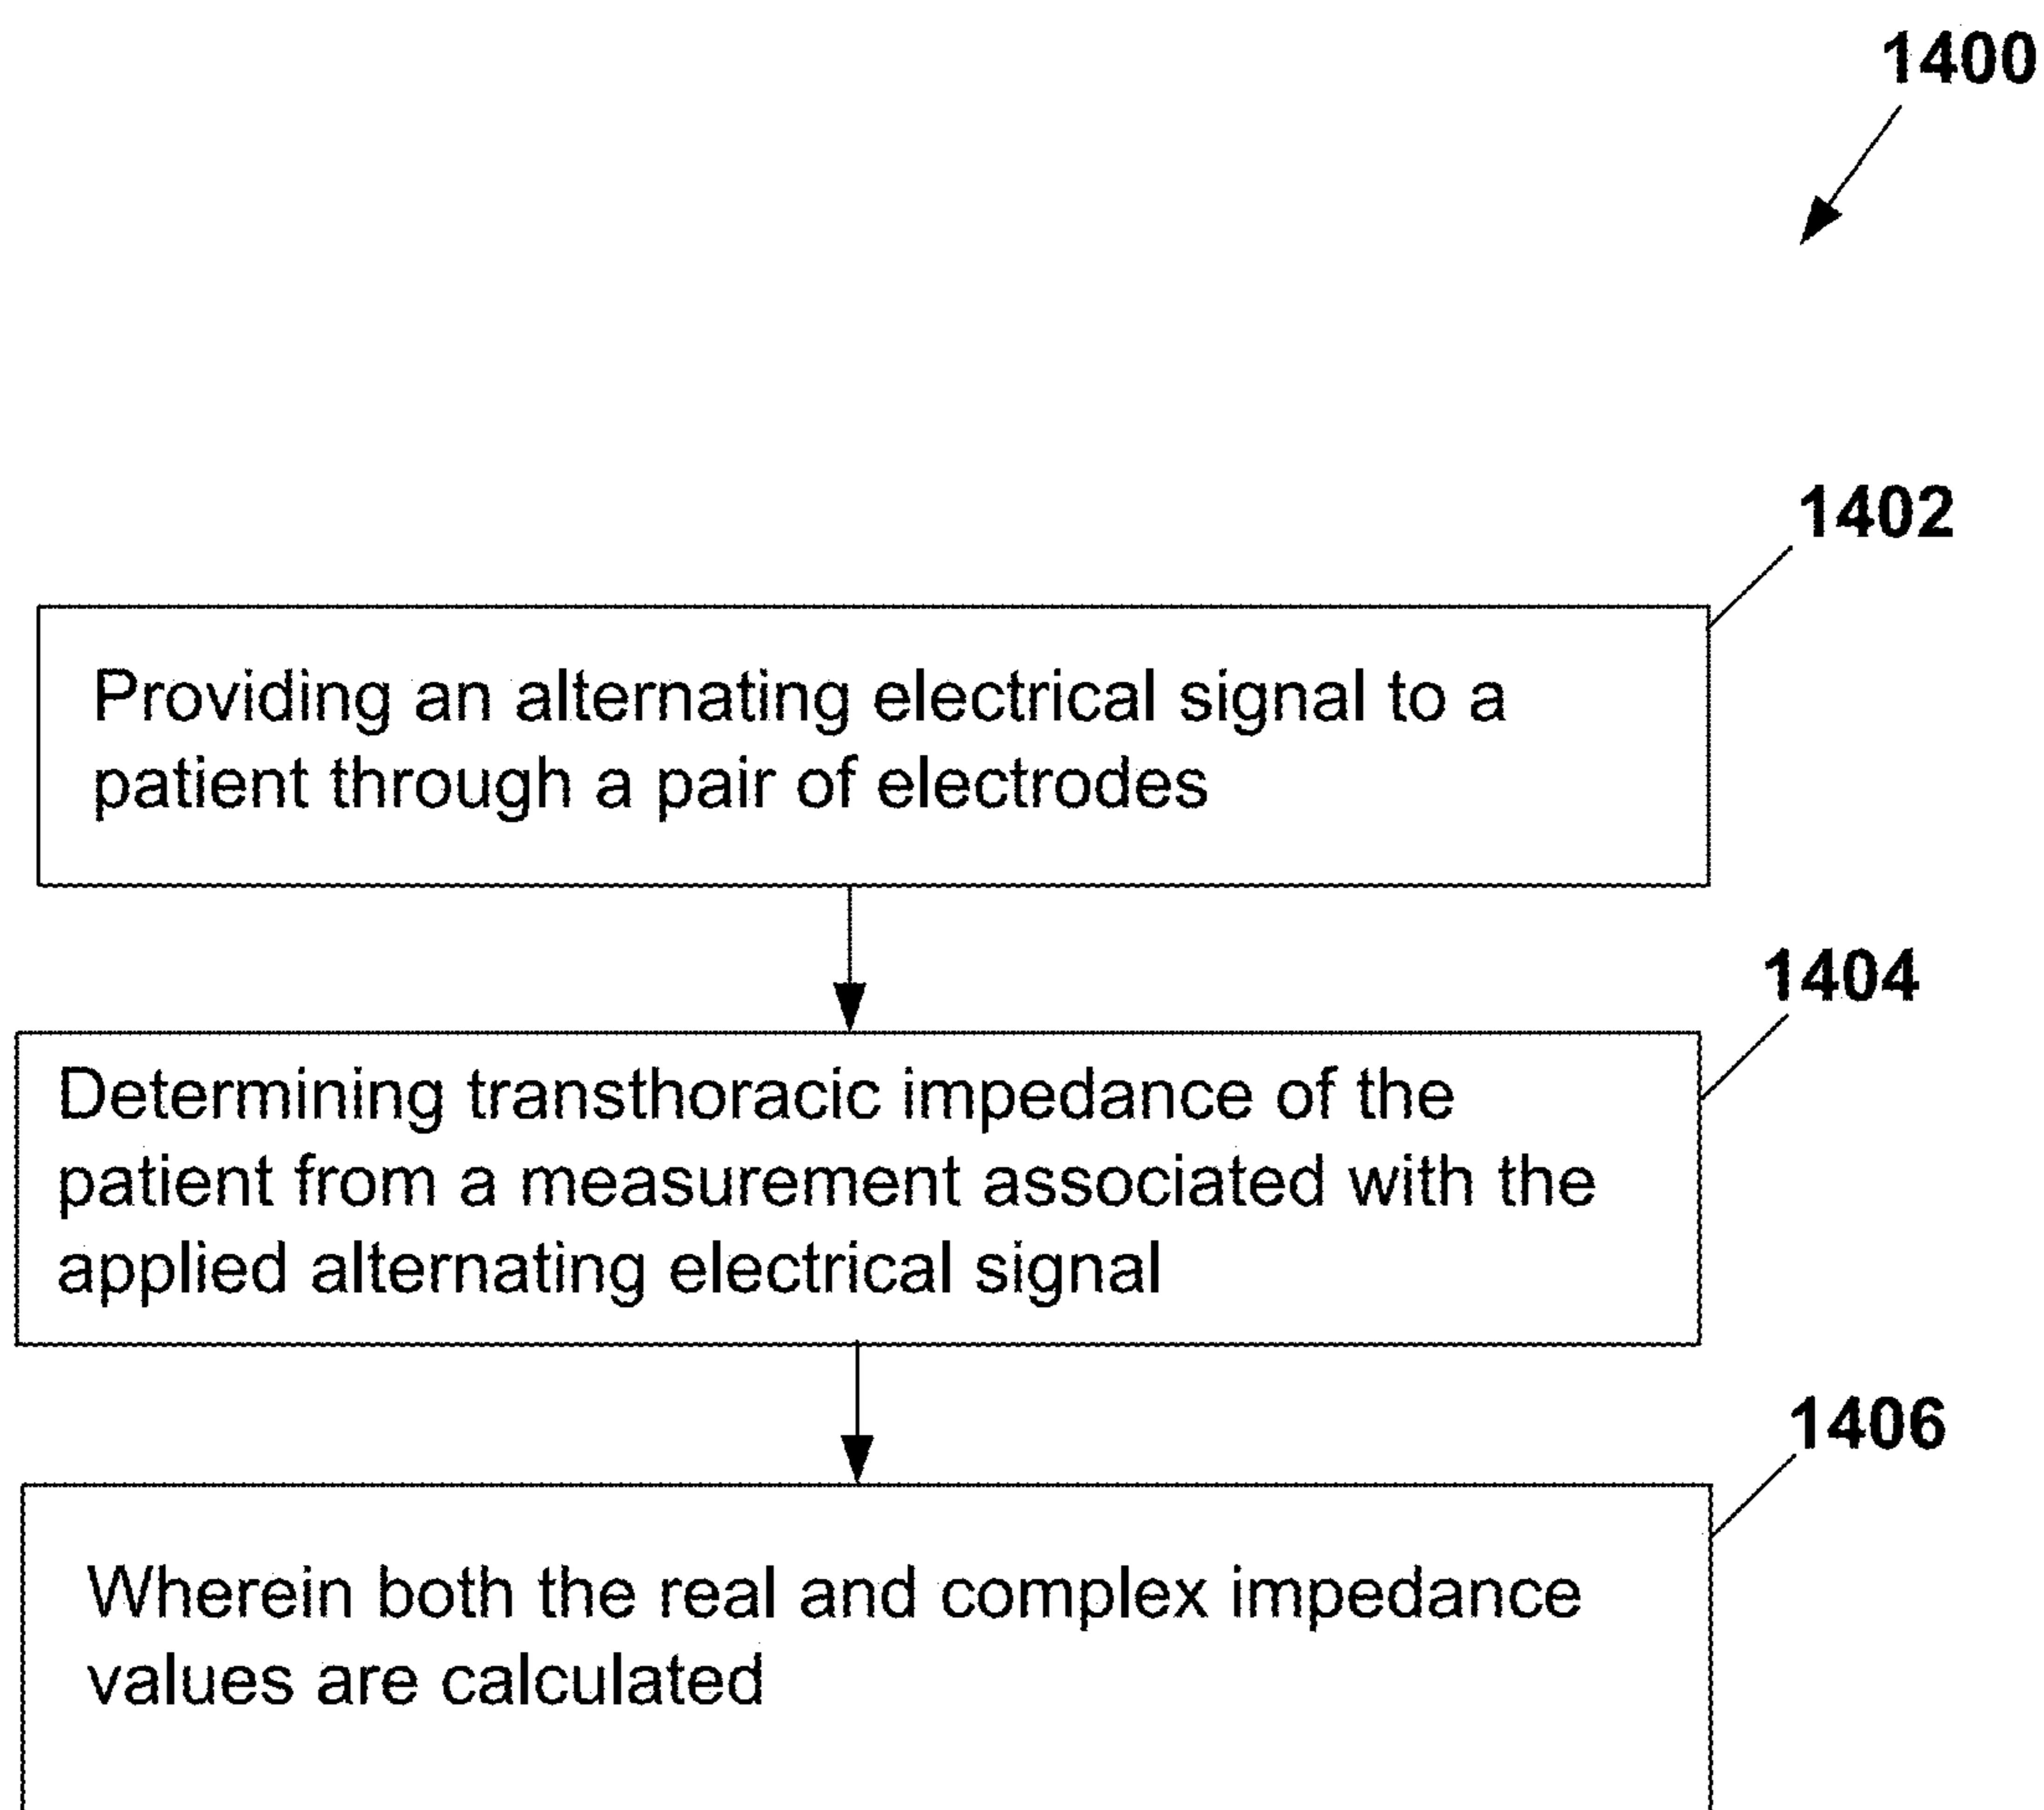 1400
1402
Providing an alternating electrical signal to a
patient through a pair of electrodes
1404
Determining transthoracic impedance of the
patient from a measurement associated with the
applied alternating electrical signal
1406
Wherein both the real and complex impedance
values are calculated